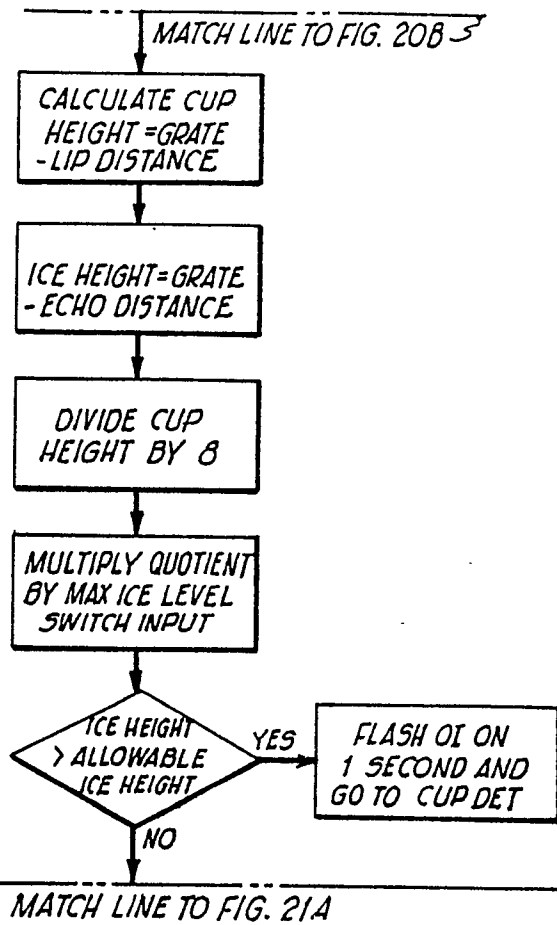 MATCH LINE TO FIG. 20B
CALCULATE CUP
HEIGHT = GRATE
- LIP DISTANCE
ICE HEIGHT = GRATE
- ECHO DISTANCE
DIVIDE CUP
HEIGHT BY 8
MULTIPLY QUOTIENT
BY MAX ICE LEVEL
SWITCH INPUT
ICE HEIGHT
> ALLOWABLE
ICE HEIGHT
YES
FLASH OI ON
1 SECOND AND
GO TO CUP DET
NO
MATCH LINE TO FIG. 21A